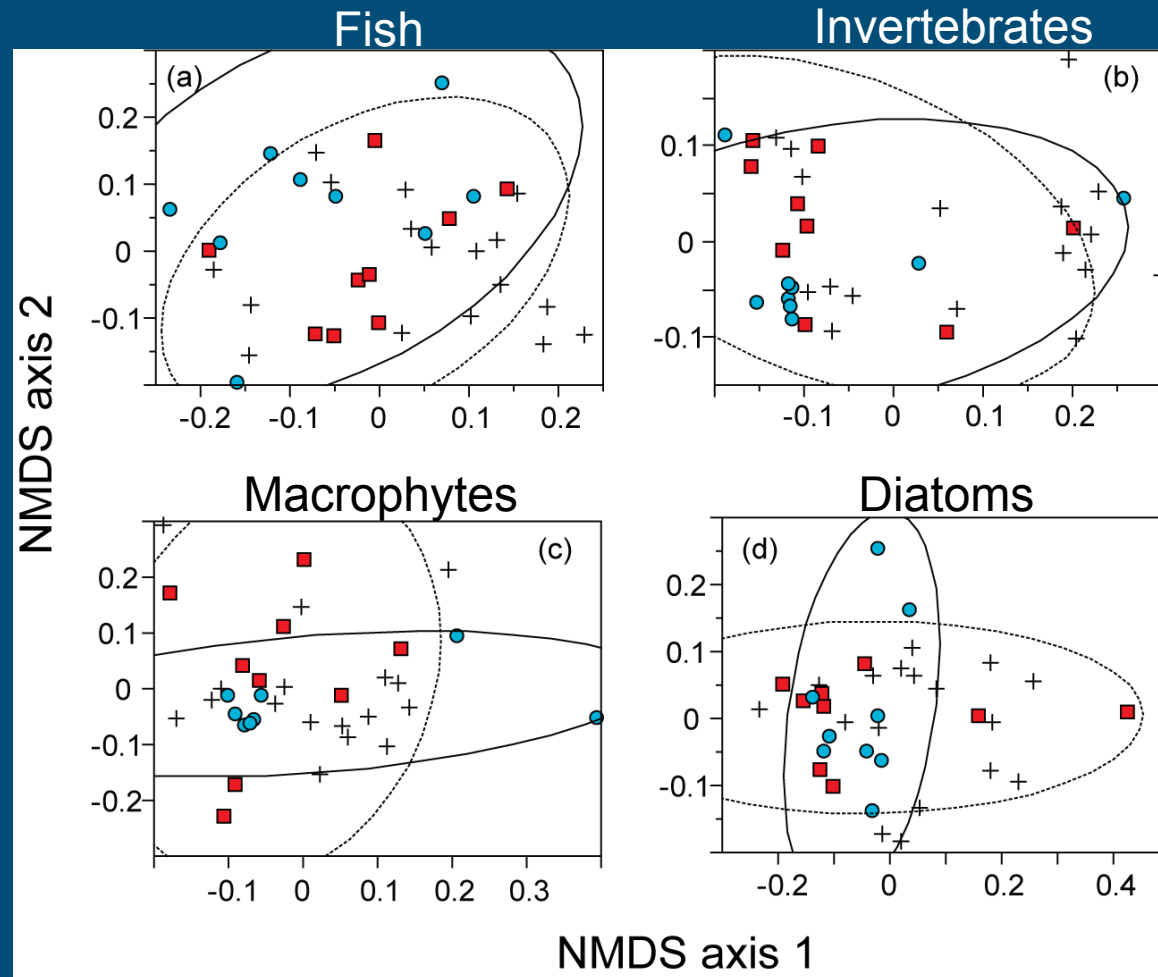 Fish
Invertebrates
(a)
0.2
0.1
0
-0.1
-0.2 -0.1 0 0.1 0.2
(b)
0.1
0
-0.1
-0.1 0 0.1 0.2
NMDS axis 2
Macrophytes
Diatoms
(c)
0.2
0.1
0
-0.1
-0.2
-0.1 0 0.1 0.2 0.3
(d)
0.2
0.1
0
-0.1
-0.2 0 0.2 0.4
NMDS axis 1